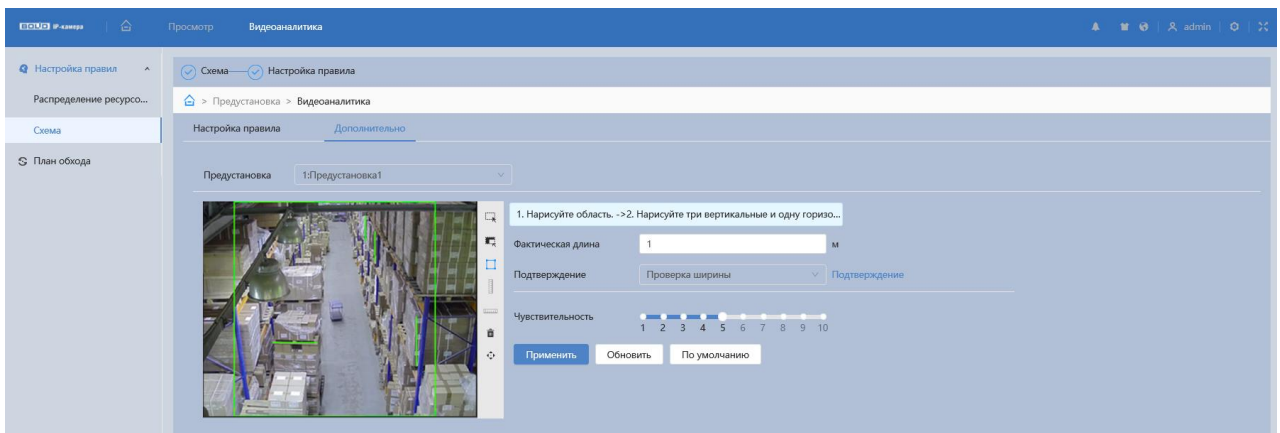 BOLID IP-камера
Просмотр
Видеоаналитика
admin
Настройка правил
Распределение ресурсо...
Схема
План обхода
Схема
Настройка правила
> Предустановка > Видеоаналитика
Настройка правила
Дополнительно
Предустановка
1:Предустановка1
1. Нарисуйте область. ->2. Нарисуйте три вертикальные и одну горизо...
Фактическая длина
1
м
Подтверждение
Проверка ширины
Подтверждение
Чувствительность
1 2 3 4 5 6 7 8 9 10
Применить
Обновить
По умолчанию